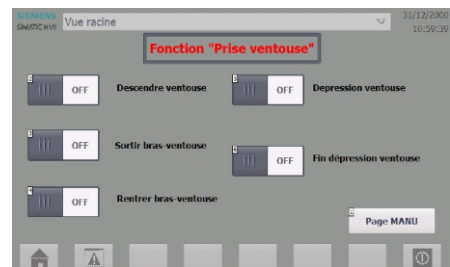 SIEMENS
SIMATIC HMI
Vue racine
31/12/2000
10:59:39
Fonction "Prise ventouse"
OFF Descendre ventouse
OFF Depression ventouse
OFF Sortir bras-ventouse
OFF Fin dépression ventouse
OFF Rentrer bras-ventouse
Page MANU